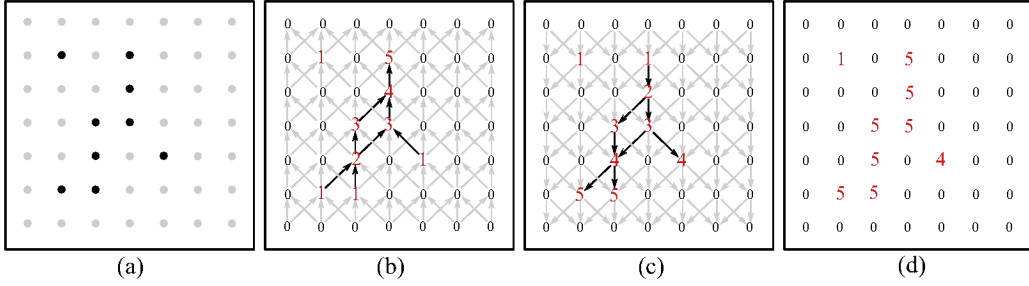 (a)
0 0 0 0 0 0 0
0 1 0 5 0 0 0
0 0 0 4 0 0 0
0 0 3 3 0 0 0
0 0 2 0 1 0 0
0 1 1 0 0 0 0
0 0 0 0 0 0 0
(b)
0 0 0 0 0 0 0
0 1 0 1 0 0 0
0 0 0 2 0 0 0
0 0 3 3 0 0 0
0 0 4 0 4 0 0
0 5 5 0 0 0 0
0 0 0 0 0 0 0
(c)
0 0 0 0 0 0 0
0 1 0 5 0 0 0
0 0 0 5 0 0 0
0 0 5 5 0 0 0
0 0 5 0 4 0 0
0 5 5 0 0 0 0
0 0 0 0 0 0 0
(d)